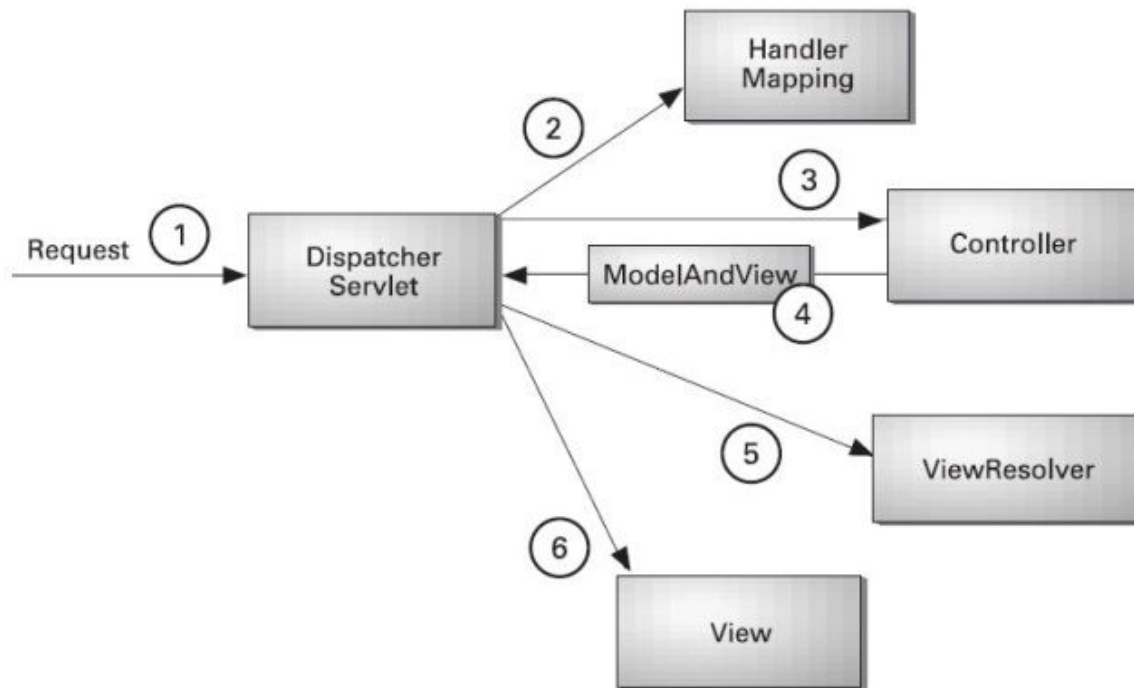 Handler
Mapping
2
3
1
Request
Dispatcher
Servlet
ModelAndView
Controller
4
5
ViewResolver
6
View